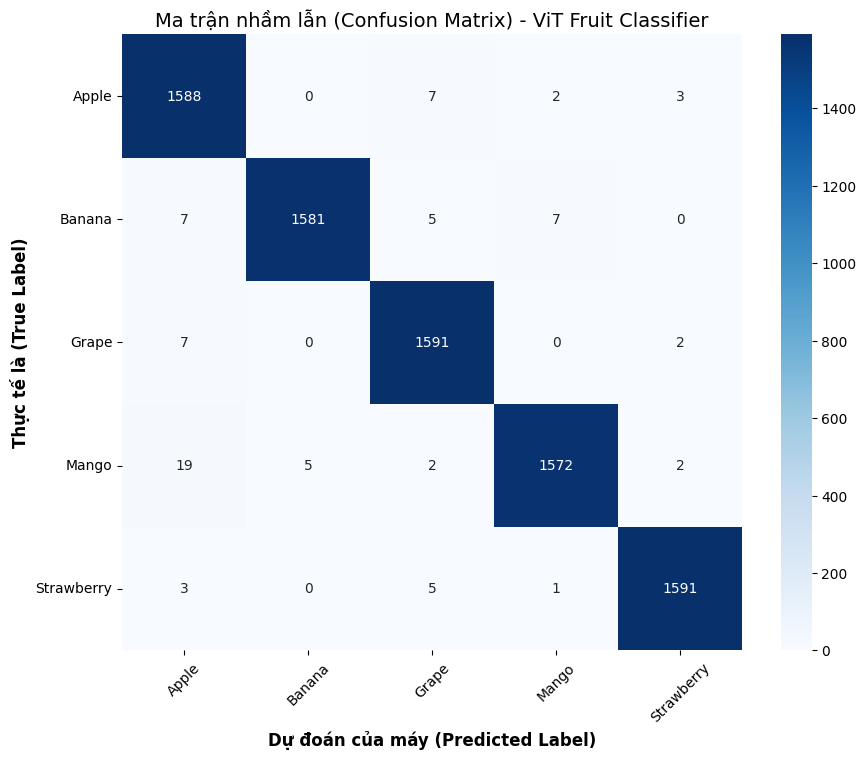 Ma trận nhầm lẫn (Confusion Matrix) - ViT Fruit Classifier
Thực tế là (True Label)
Apple 1588 0 7 2 3
Banana 7 1581 5 7 0
Grape 7 0 1591 0 2
Mango 19 5 2 1572 2
Strawberry 3 0 5 1 1591
Apple Banana Grape Mango Strawberry
Dự đoán của máy (Predicted Label)
1400
1200
1000
800
600
400
200
0